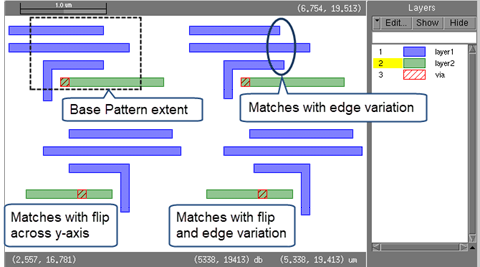 1.0 um
(6.754, 19.513)
Base Pattern extent
Matches with edge variation
Matches with flip
across y-axis
Matches with flip
and edge variation
(2.557, 16.781)
(5338, 19413) db
(5.338, 19.413) um
Layers
Edit... Show Hide
1 layer1
2 layer2
3 via